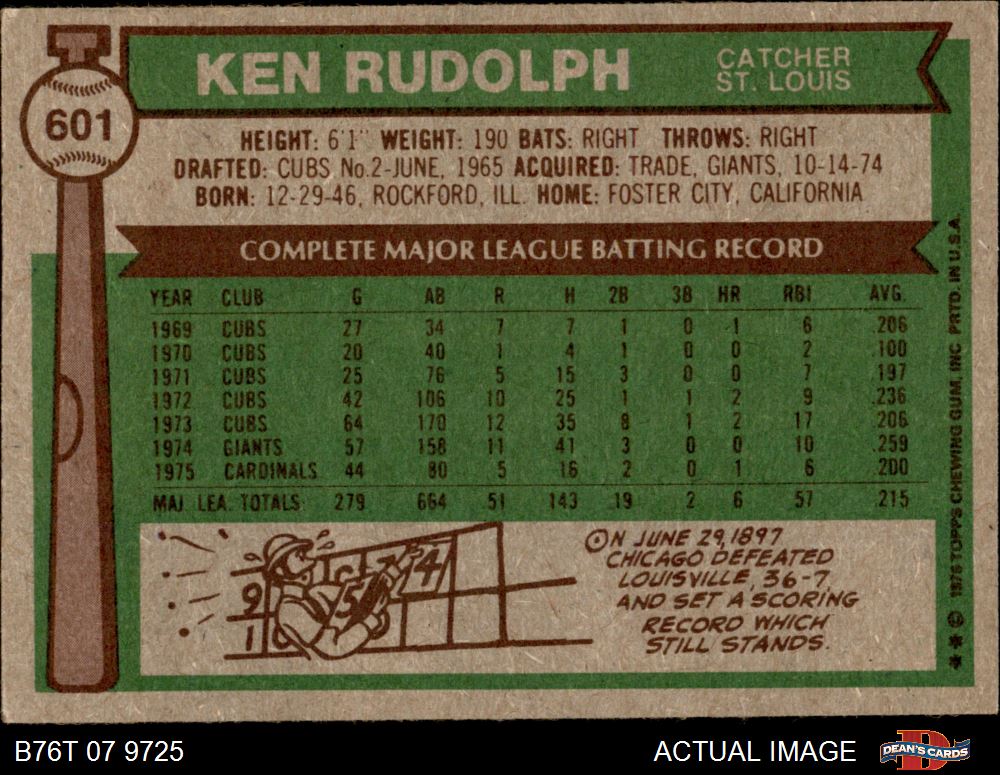 601
KEN RUDOLPH
CATCHER
ST. LOUIS
HEIGHT: 6'1" WEIGHT: 190 BATS: RIGHT THROWS: RIGHT
DRAFTED: CUBS No.2-JUNE, 1965 ACQUIRED: TRADE, GIANTS, 10-14-74
BORN: 12-29-46, ROCKFORD, ILL. HOME: FOSTER CITY, CALIFORNIA
COMPLETE MAJOR LEAGUE BATTING RECORD
YEAR CLUB G AB R H 2B 3B HR RBI AVG.
1969 CUBS 27 34 7 7 1 0 1 6 .206
1970 CUBS 20 40 1 4 1 0 0 2 .100
1971 CUBS 25 76 5 15 3 0 0 7 .197
1972 CUBS 42 106 10 25 1 1 2 9 .236
1973 CUBS 64 170 12 35 8 1 2 17 .206
1974 GIANTS 57 158 11 41 3 0 0 10 .259
1975 CARDINALS 44 80 5 16 2 0 1 6 .200
MAJ. LEA. TOTALS 279 664 51 143 19 2 6 57 .215
ON JUNE 29, 1897
CHICAGO DEFEATED
LOUISVILLE, 36-7,
AND SET A SCORING
RECORD WHICH
STILL STANDS.
** © 1976 TOPPS CHEWING GUM, INC. PRTD. IN U.S.A.
B76T 07 9725
ACTUAL IMAGE
DEAN'S CARDS